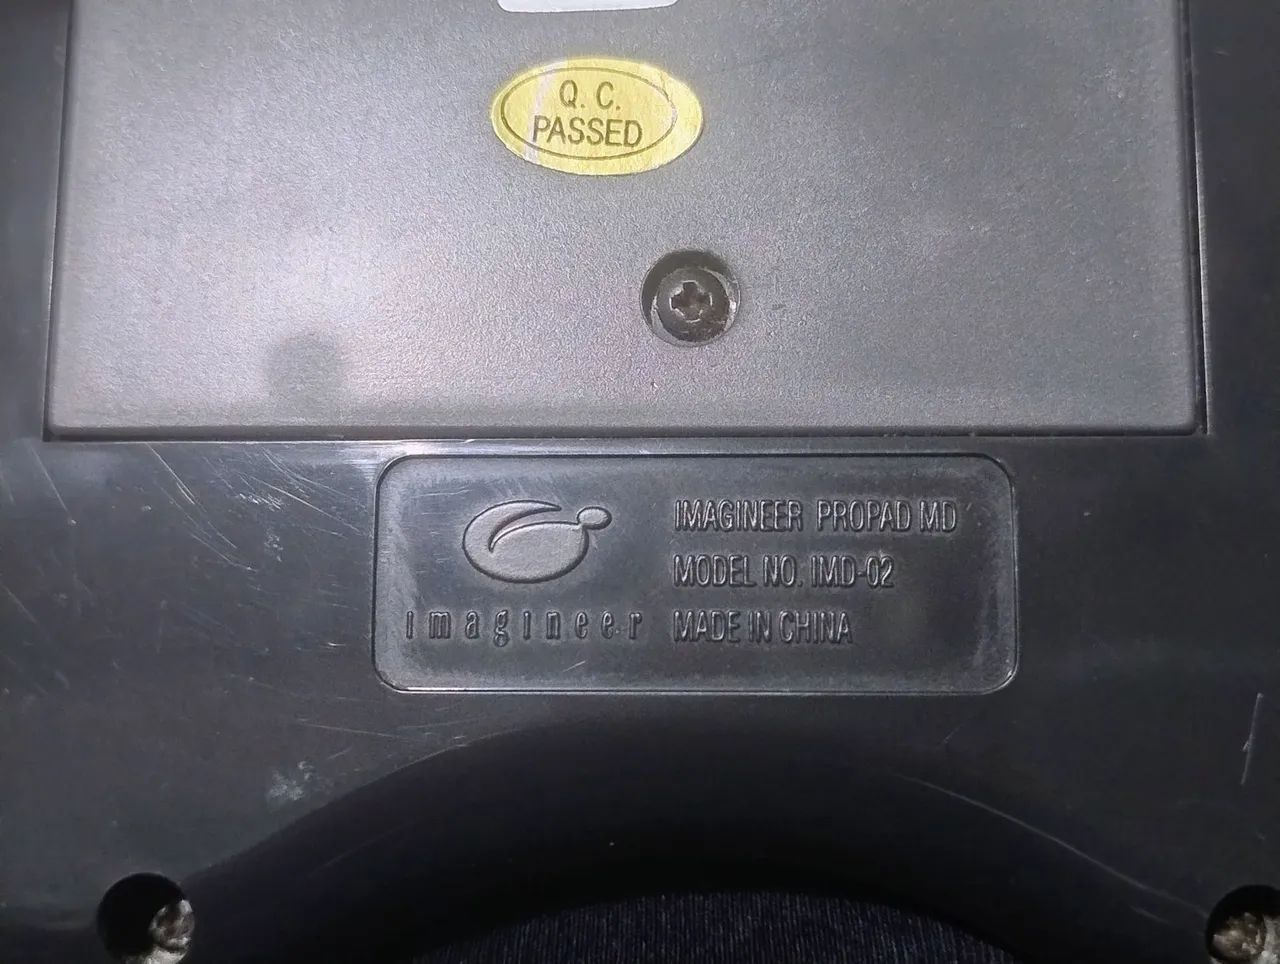 Q. C.
PASSED
IMAGINEER PROPAD MD
MODEL NO. IMD-02
imagineer
MADE IN CHINA